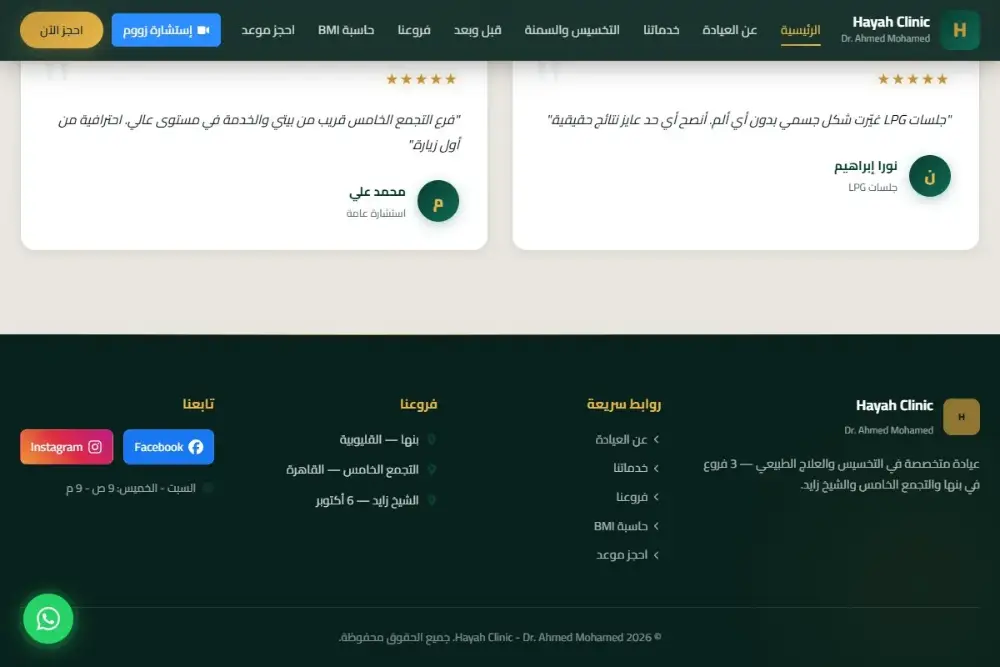 H
Hayah Clinic
Dr. Ahmed Mohamed
الرئيسية
عن العيادة
خدماتنا
التخسيس والسمنة
قبل وبعد
فروعنا
حاسبة BMI
احجز موعد
إستشارة زووم
احجز الآن
★★★★★
"جلسات LPG غيّرت شكل جسمي بدون أي ألم. أنصح أي حد عايز نتائج حقيقية"
ن
نورا إبراهيم
جلسات LPG
★★★★★
"فرع التجمع الخامس قريب من بيتي والخدمة في مستوى عالي. احترافية من
أول زيارة"
م
محمد علي
استشارة عامة
H
Hayah Clinic
Dr. Ahmed Mohamed
عيادة متخصصة في التخسيس والعلاج الطبيعي — 3 فروع
في بنها والتجمع الخامس والشيخ زايد.
روابط سريعة
عن العيادة
خدماتنا
فروعنا
حاسبة BMI
احجز موعد
فروعنا
بنها — القليوبية
التجمع الخامس — القاهرة
الشيخ زايد — 6 أكتوبر
تابعنا
Facebook
Instagram
السبت - الخميس: 9 ص - 9 م
© 2026 Hayah Clinic - Dr. Ahmed Mohamed. جميع الحقوق محفوظة.